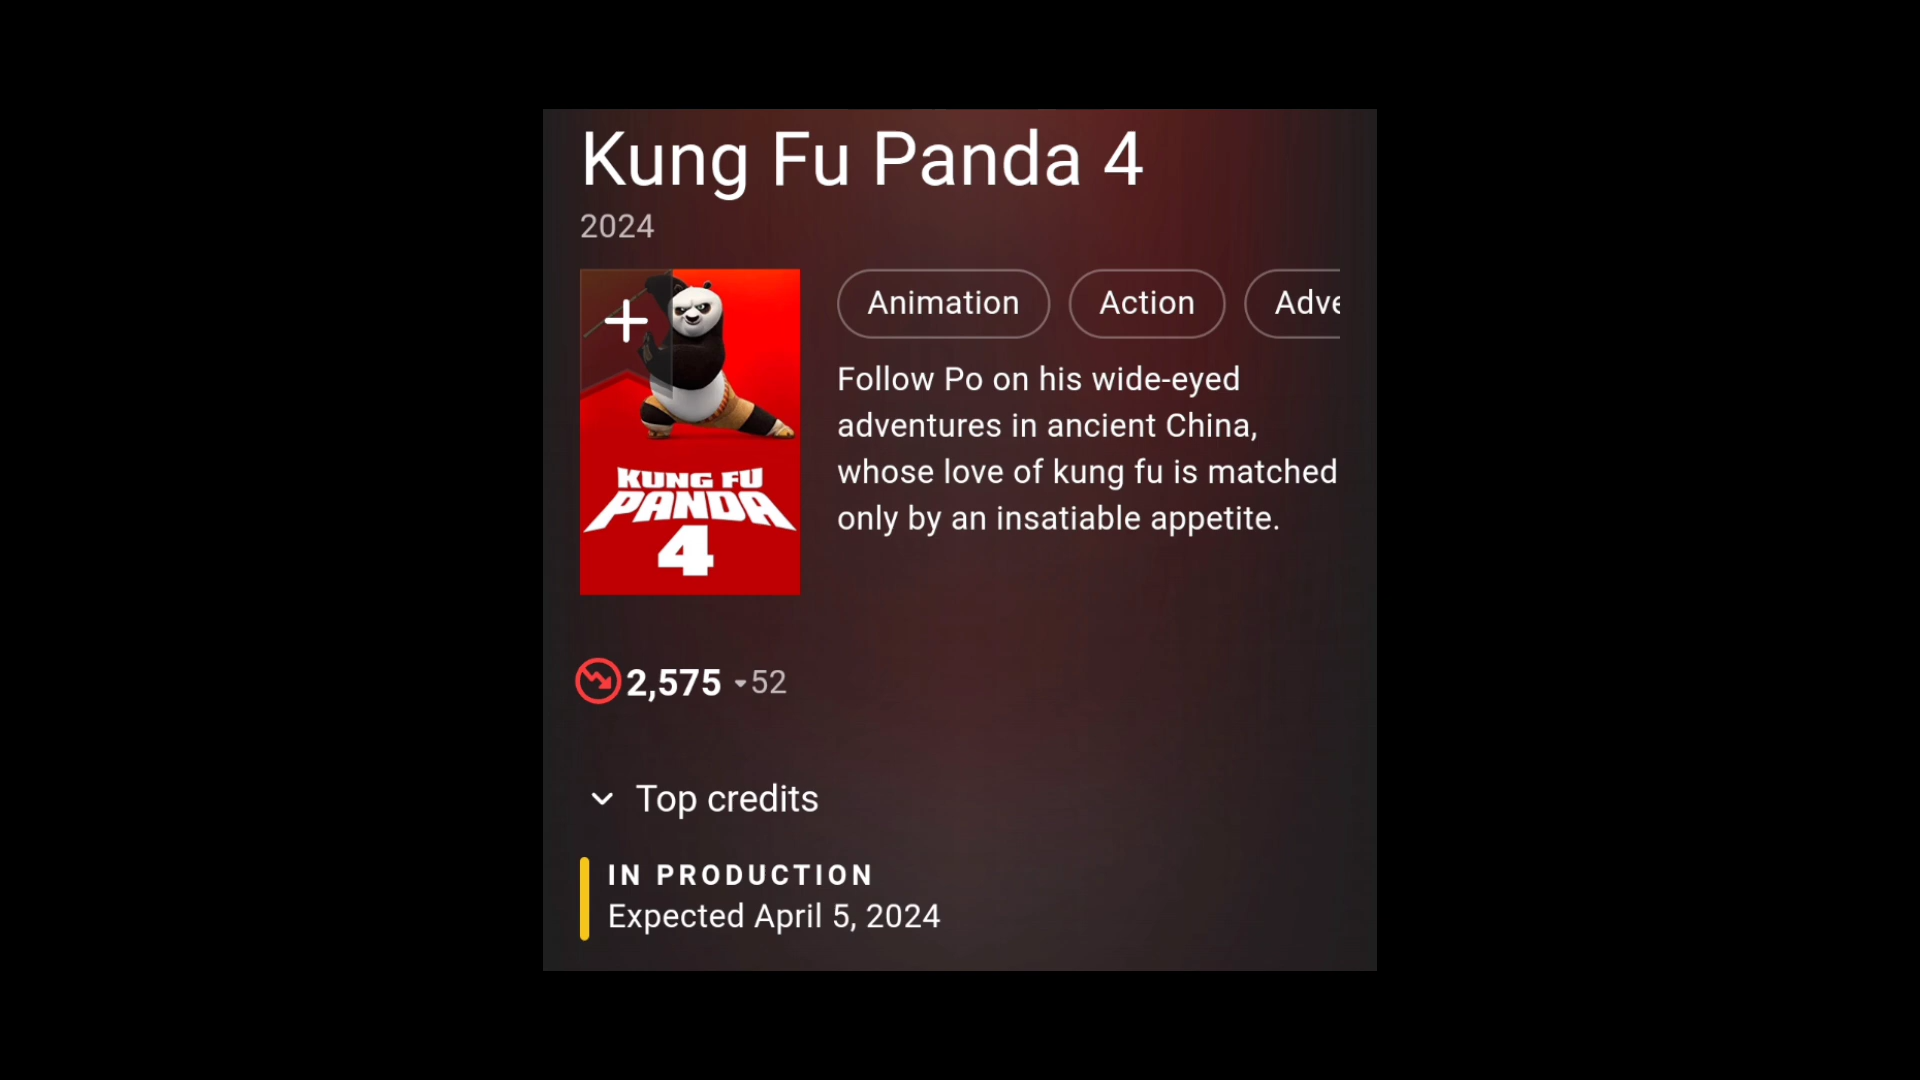 Kung Fu Panda 4
2024
Animation
Action
Adve
Follow Po on his wide-eyed
adventures in ancient China,
whose love of kung fu is matched
only by an insatiable appetite.
KUNG FU
PANDA
4
2,575
52
Top credits
IN PRODUCTION
Expected April 5, 2024